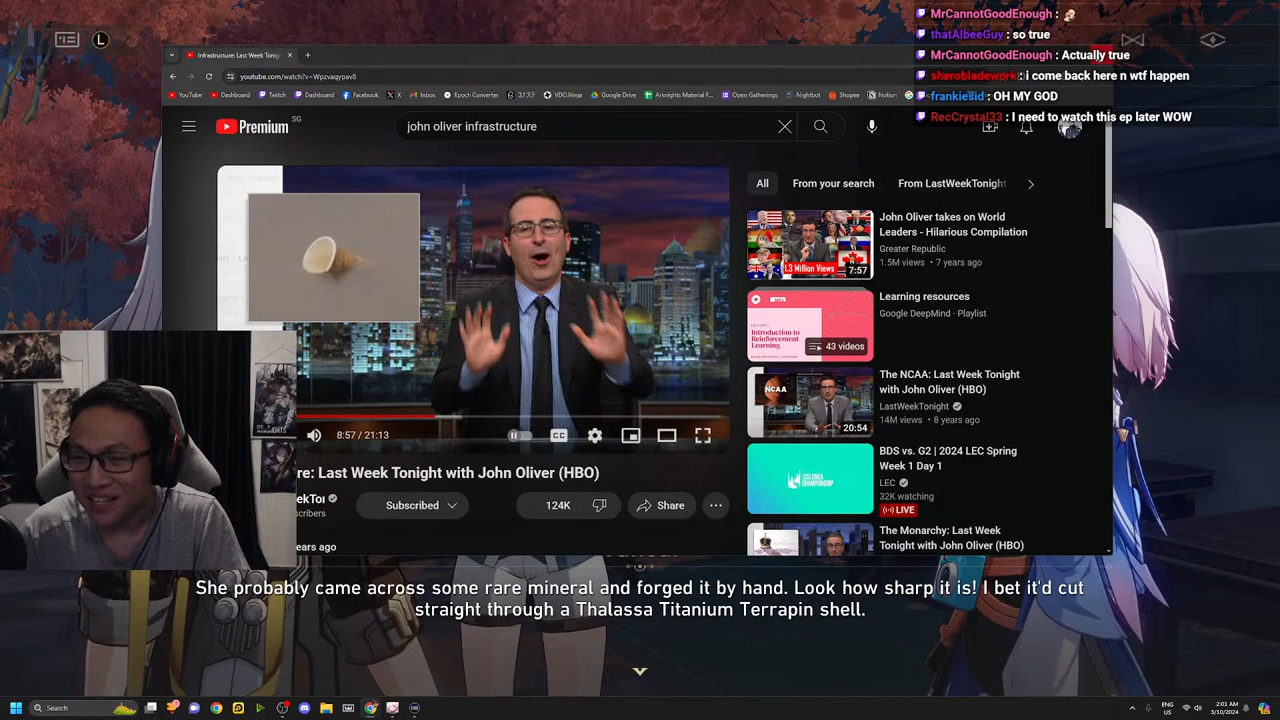 MrCannotGoodEnough :
thatAlbeeGuy : so true
MrCannotGoodEnough : Actually true
sherobladework : i come back here n wtf happen
frankiesid : OH MY GOD
RecCrystal33 : I need to watch this ep later WOW
L
Infrastructure: Last Week Tonig
youtube.com/watch?v=Wpzvaqypav8
YouTube
Dashboard
Twitch
Dashboard
Facebook
X
Inbox
Epoch Converter
VDO.Ninja
Google Drive
Arknights Material F...
Open Gatherings
Nightbot
Shopee
Notion
Premium SG
john oliver infrastructure
All
From your search
From LastWeekTonight
John Oliver takes on World
Leaders - Hilarious Compilation
Greater Republic
1.5M views • 7 years ago
1.3 Million Views
7:57
Learning resources
Google DeepMind · Playlist
Introduction to
Reinforcement
Learning
43 videos
The NCAA: Last Week Tonight
with John Oliver (HBO)
LastWeekTonight
14M views • 8 years ago
NCAA
20:54
BDS vs. G2 | 2024 LEC Spring
Week 1 Day 1
LEC
32K watching
LIVE
The Monarchy: Last Week
Tonight with John Oliver (HBO)
8:57 / 21:13
re: Last Week Tonight with John Oliver (HBO)
ekTo
scribers
Subscribed
124K
Share
ears ago
She probably came across some rare mineral and forged it by hand. Look how sharp it is! I bet it'd cut
straight through a Thalassa Titanium Terrapin shell.
Search
ENG
US
2:01 AM
3/10/2024